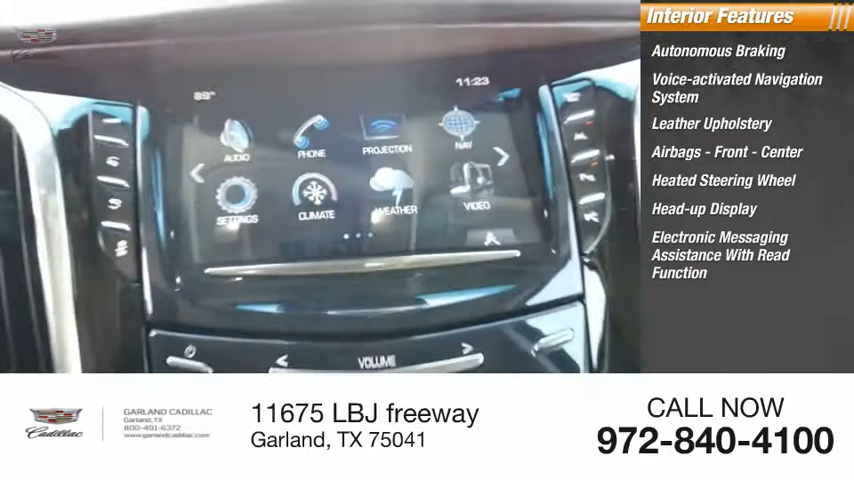 Cadillac
Interior Features
Autonomous Braking
Voice-activated Navigation
System
Leather Upholstery
Airbags - Front - Center
Heated Steering Wheel
Head-up Display
Electronic Messaging
Assistance With Read
Function
89°
11:23
AUDIO
PHONE
PROJECTION
NAV
SETTINGS
CLIMATE
WEATHER
VIDEO
VOLUME
Cadillac
GARLAND CADILLAC
Garland,TX
800-491-6372
www.garlandcadillac.com
11675 LBJ freeway
Garland, TX 75041
CALL NOW
972-840-4100